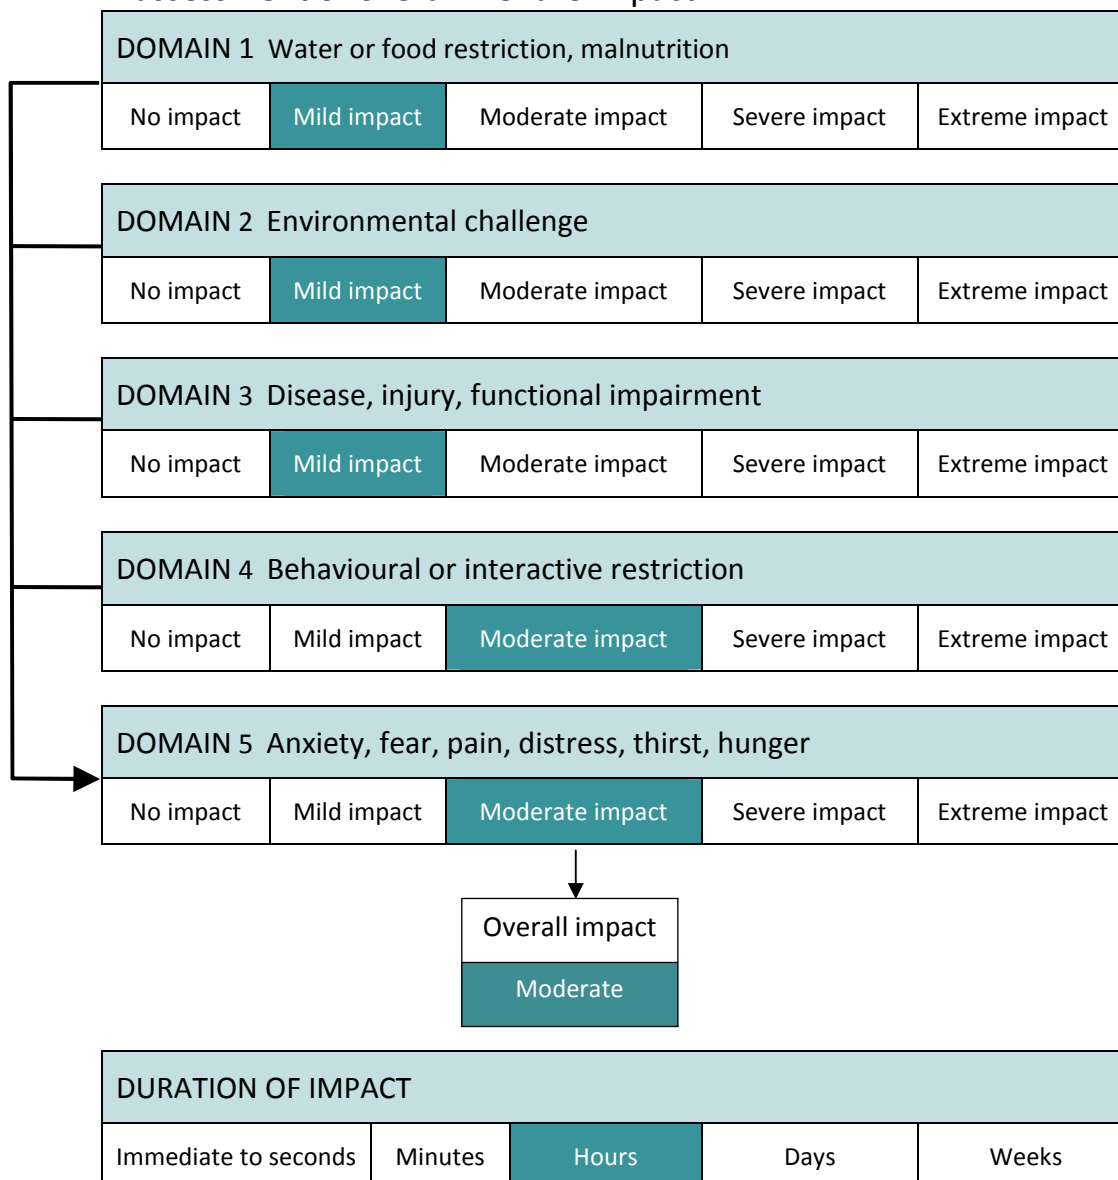 DOMAIN 1 Water or food restriction, malnutrition
No impact Mild impact Moderate impact Severe impact Extreme impact
DOMAIN 2 Environmental challenge
No impact Mild impact Moderate impact Severe impact Extreme impact
DOMAIN 3 Disease, injury, functional impairment
No impact Mild impact Moderate impact Severe impact Extreme impact
DOMAIN 4 Behavioural or interactive restriction
No impact Mild impact Moderate impact Severe impact Extreme impact
DOMAIN 5 Anxiety, fear, pain, distress, thirst, hunger
No impact Mild impact Moderate impact Severe impact Extreme impact
Overall impact
Moderate
DURATION OF IMPACT
Immediate to seconds Minutes Hours Days Weeks